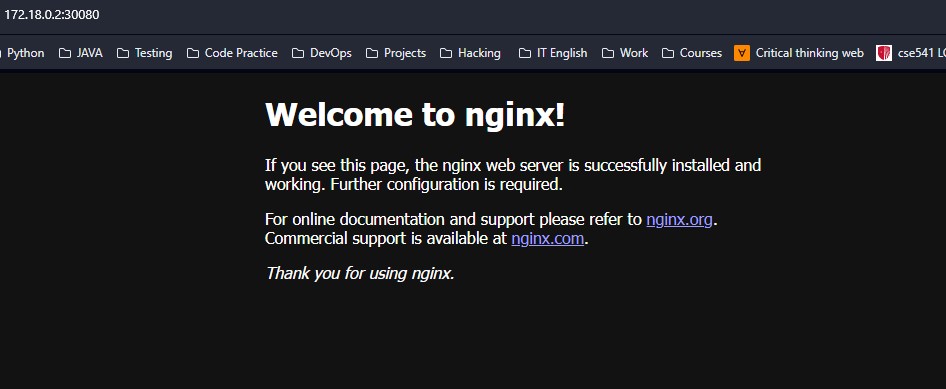 172.18.0.2:30080
Python JAVA Testing Code Practice DevOps Projects Hacking IT English Work Courses Critical thinking web cse541 LO
Welcome to nginx!
If you see this page, the nginx web server is successfully installed and
working. Further configuration is required.
For online documentation and support please refer to nginx.org.
Commercial support is available at nginx.com.
Thank you for using nginx.